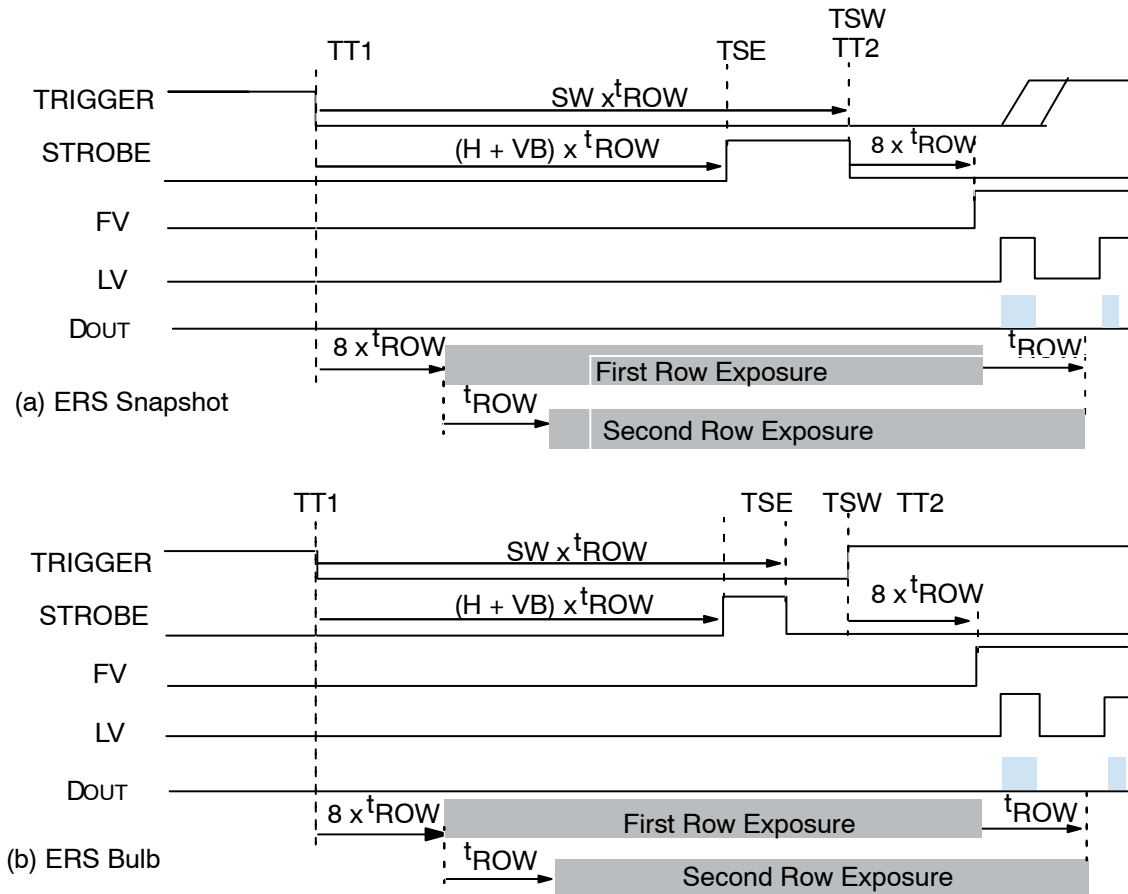 TSW
TT1 TSE TT2
TRIGGER SW x tROW
STROBE (H + VB) x tROW 8 x tROW
FV
LV
DOUT
8 x tROW First Row Exposure tROW
(a) ERS Snapshot
tROW Second Row Exposure
TT1 TSE TSW TT2
TRIGGER SW x tROW
STROBE (H + VB) x tROW 8 x tROW
FV
LV
DOUT
8 x tROW First Row Exposure tROW
(b) ERS Bulb
tROW Second Row Exposure